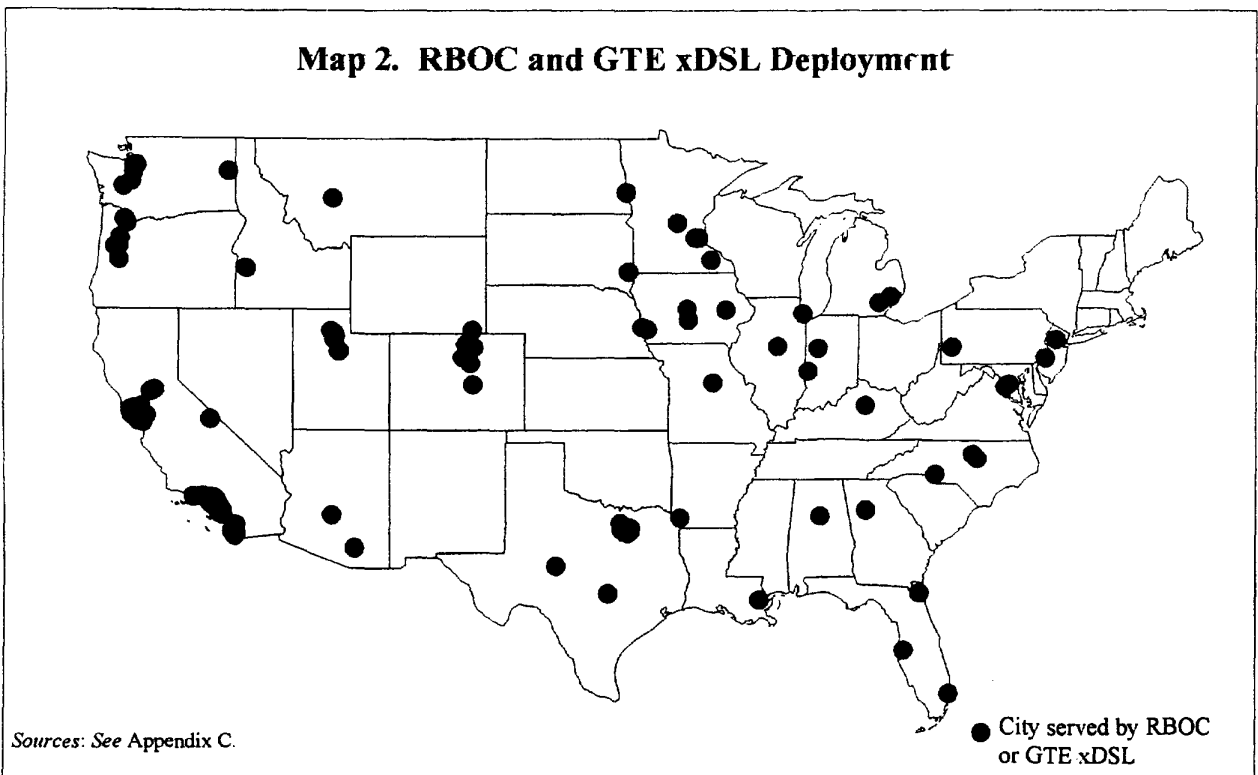 Map 2. RBOC and GTE xDSL Deployment
Sources: See Appendix C.
City served by RBOC
or GTE xDSL